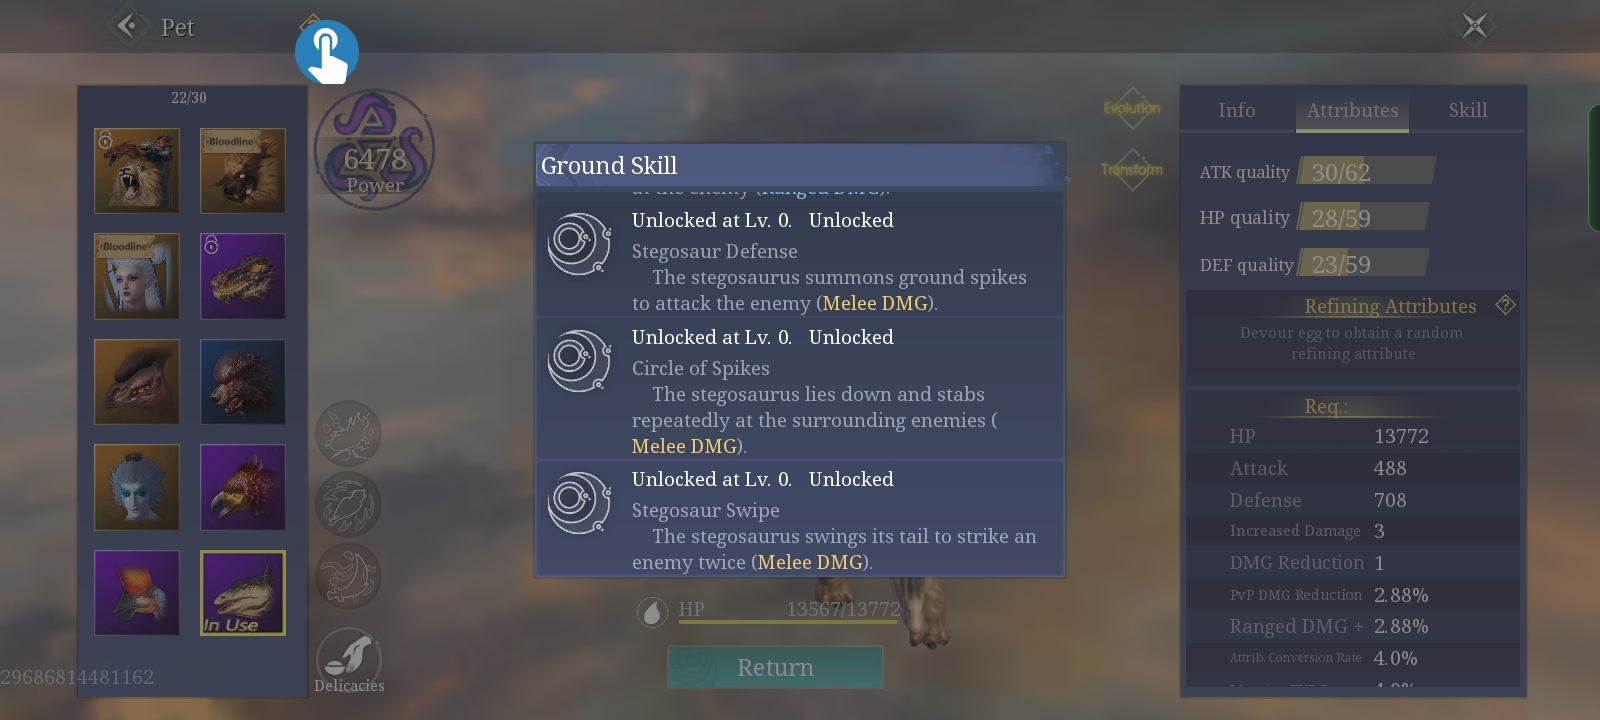 Pet
22/30
Bloodline
Bloodline
In Use
6478
Power
Delicacies
29686814481162
Ground Skill
at the enemy (Ranged DMG).
Unlocked at Lv. 0. Unlocked
Stegosaur Defense
The stegosaurus summons ground spikes
to attack the enemy (Melee DMG).
Unlocked at Lv. 0. Unlocked
Circle of Spikes
The stegosaurus lies down and stabs
repeatedly at the surrounding enemies (
Melee DMG).
Unlocked at Lv. 0. Unlocked
Stegosaur Swipe
The stegosaurus swings its tail to strike an
enemy twice (Melee DMG).
HP 13567/13772
Return
Evolution
Transform
Info Attributes Skill
ATK quality 30/62
HP quality 28/59
DEF quality 23/59
Refining Attributes ?
Devour egg to obtain a random
refining attribute
Req.:
HP 13772
Attack 488
Defense 708
Increased Damage 3
DMG Reduction 1
PvP DMG Reduction 2.88%
Ranged DMG + 2.88%
Attrib. Conversion Rate 4.0%